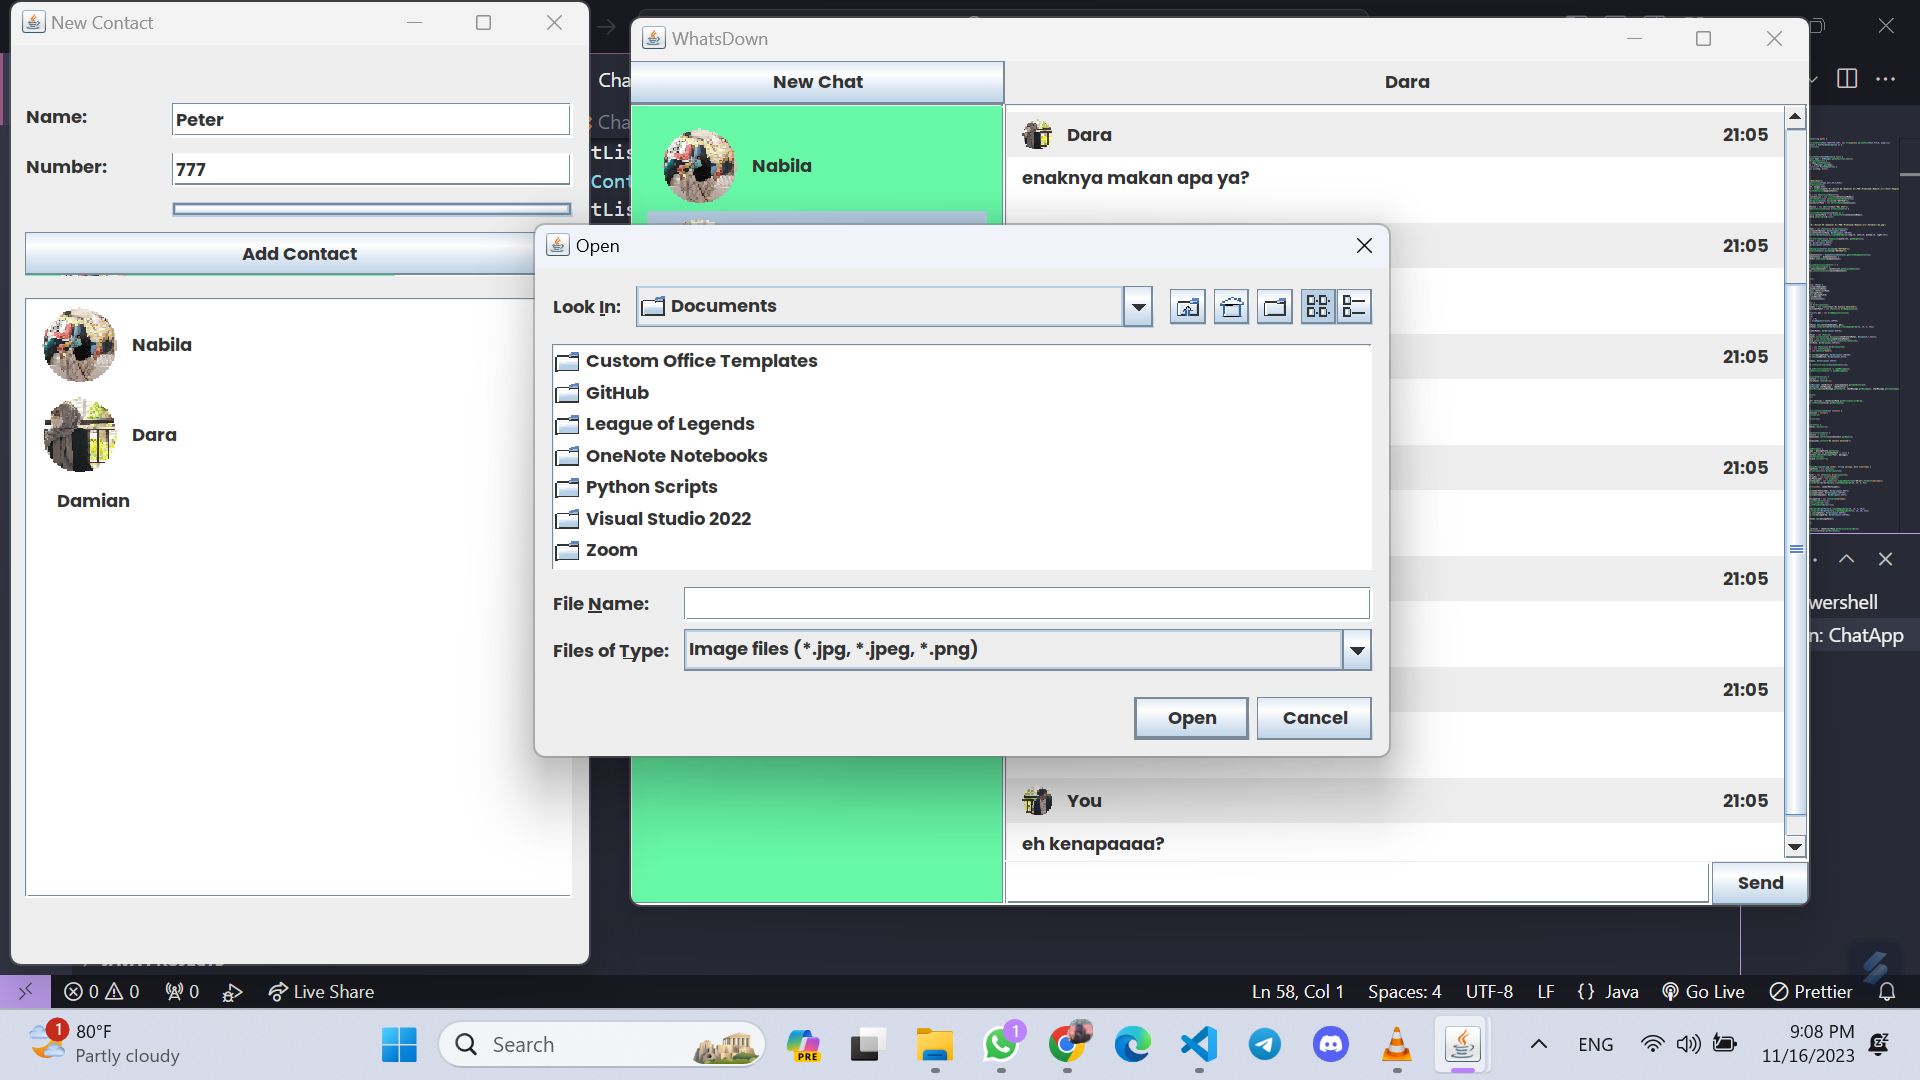 New Contact
Name:
Peter
Number:
777
Add Contact
Nabila
Dara
Damian
Cha
Cha
tLis
Cont
tLis
WhatsDown
New Chat
Dara
Nabila
Dara
21:05
enaknya makan apa ya?
21:05
21:05
21:05
21:05
21:05
You
21:05
eh kenapaaaa?
Send
Open
Look In:
Documents
Custom Office Templates
GitHub
League of Legends
OneNote Notebooks
Python Scripts
Visual Studio 2022
Zoom
File Name:
Files of Type:
Image files (*.jpg, *.jpeg, *.png)
Open
Cancel
wershell
n: ChatApp
0
0
0
Live Share
Ln 58, Col 1
Spaces: 4
UTF-8
LF
{} Java
Go Live
Prettier
1
80°F
Partly cloudy
Search
PRE
1
ENG
9:08 PM
11/16/2023